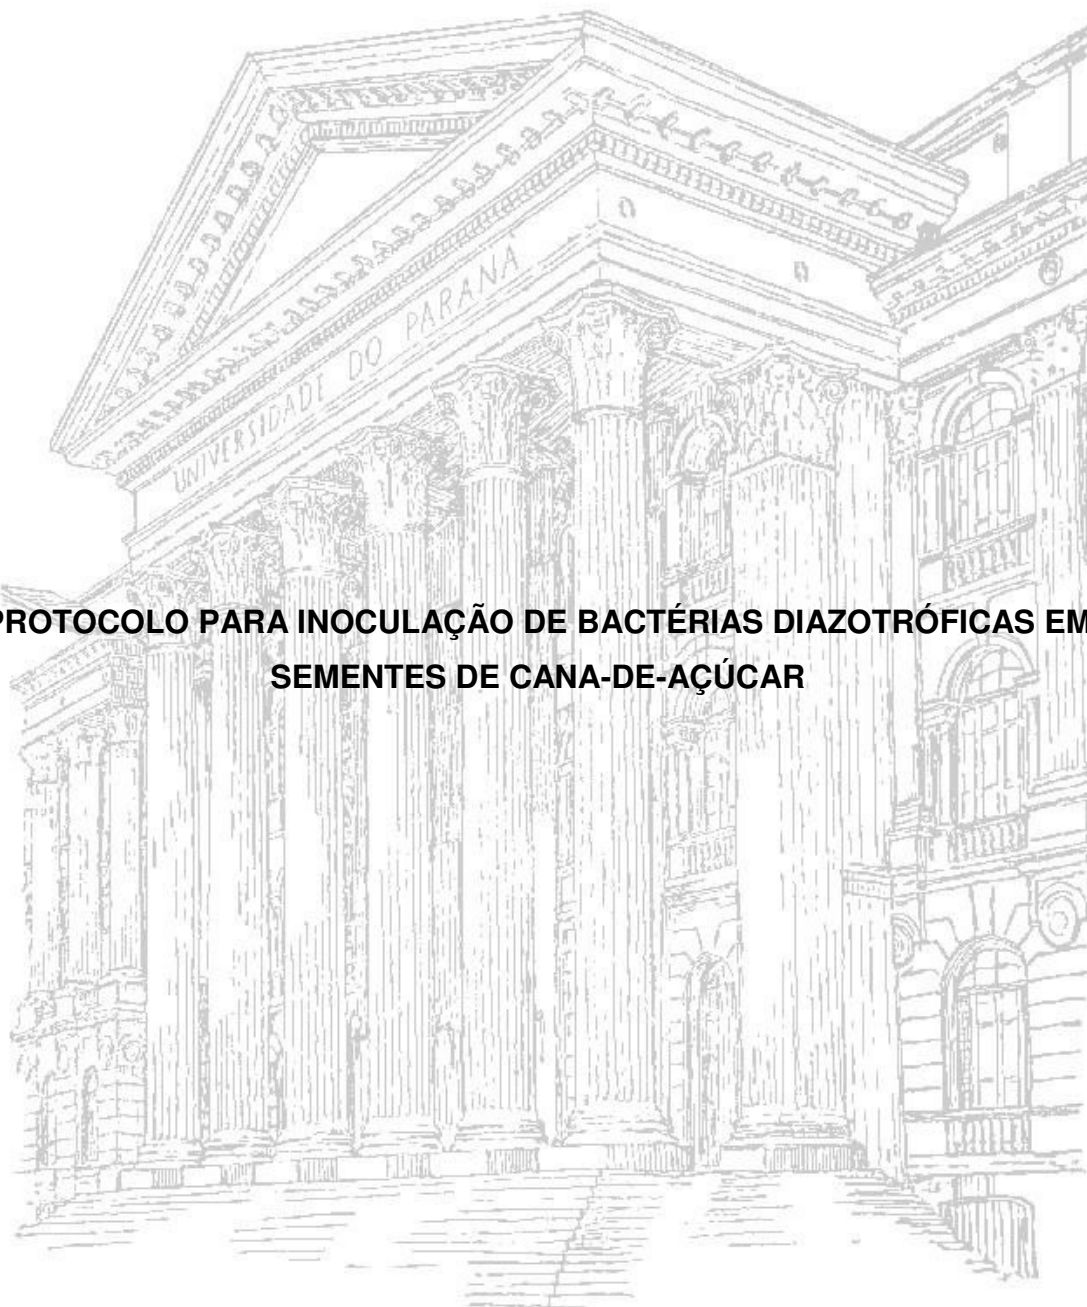 UNIVERSIDADE DO PARANÁ
PROTOCOLO PARA INOCULAÇÃO DE BACTÉRIAS DIAZOTRÓFICAS EM
SEMENTES DE CANA-DE-AÇÚCAR